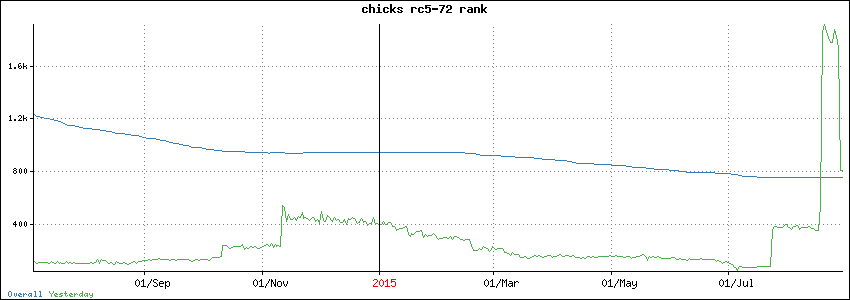 chicks rc5-72 rank
1.6k
1.2k
800
400
01/Sep 01/Nov 2015 01/Mar 01/May 01/Jul
Overall Yesterday